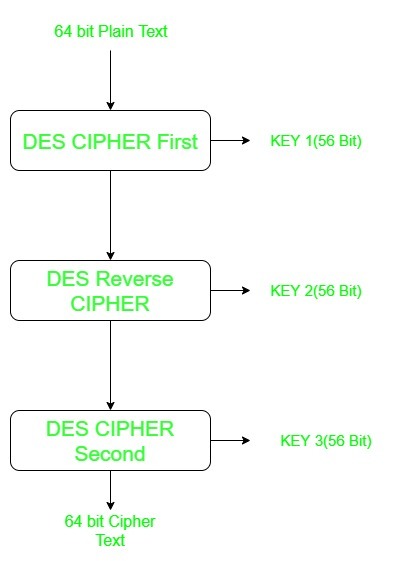 64 bit Plain Text
DES CIPHER First
KEY 1(56 Bit)
DES Reverse
CIPHER
KEY 2(56 Bit)
DES CIPHER
Second
KEY 3(56 Bit)
64 bit Cipher
Text